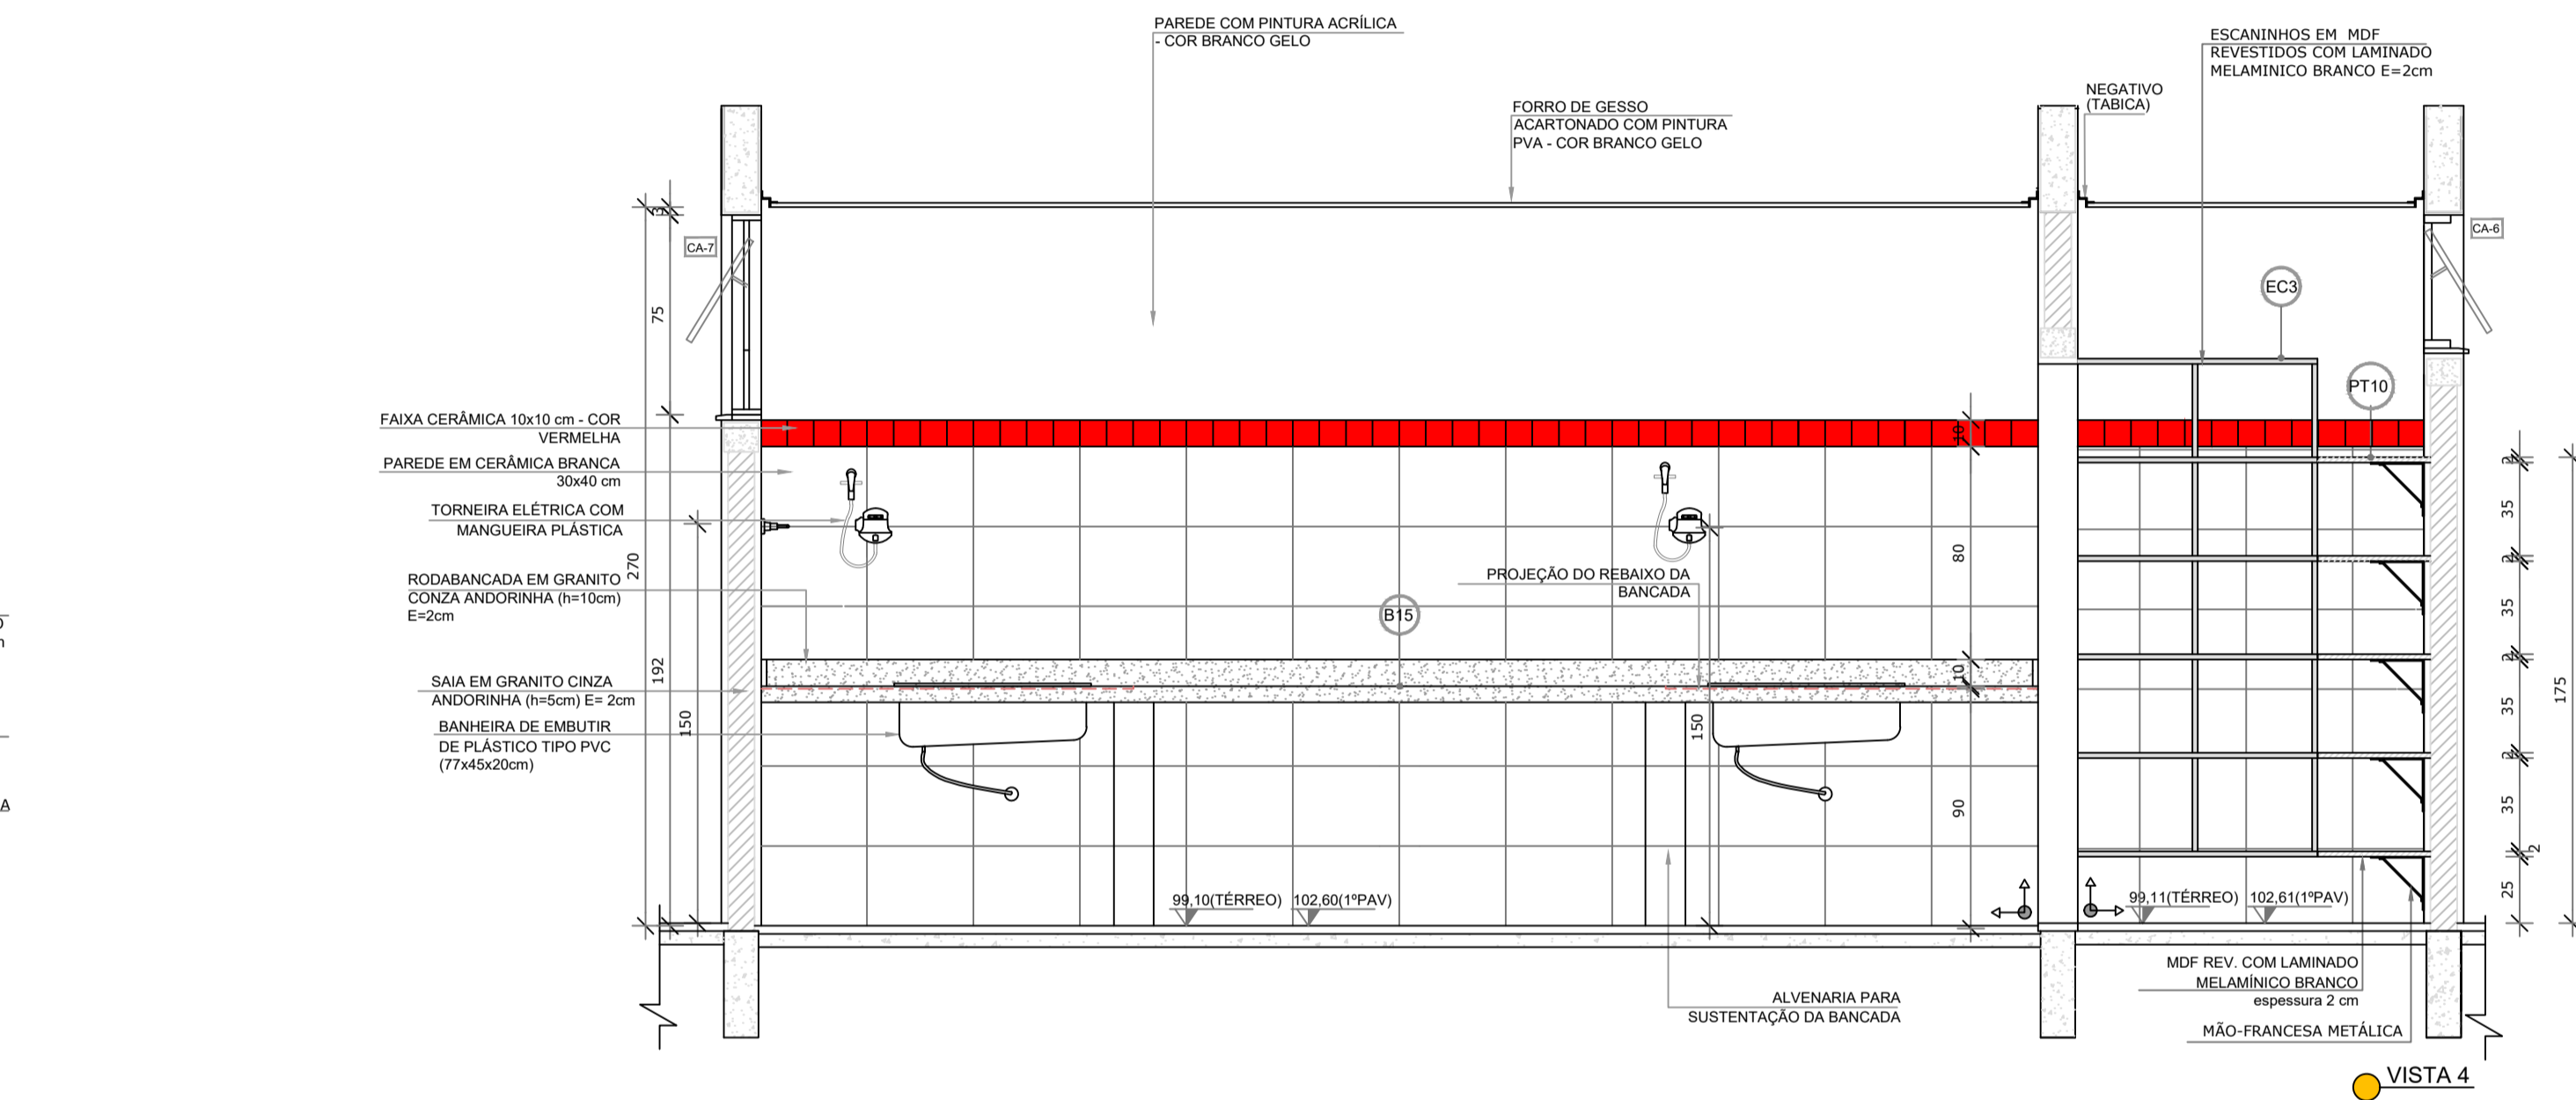 PAREDE COM PINTURA ACRÍLICA
- COR BRANCO GELO
ESCANINHOS EM MDF
REVESTIDOS COM LAMINADO
MELAMINICO BRANCO E=2cm
NEGATIVO
(TABICA)
FORRO DE GESSO
ACARTONADO COM PINTURA
PVA - COR BRANCO GELO
CA-7
CA-6
EC3
PT10
3
75
270
192
150
FAIXA CERÂMICA 10x10 cm - COR
VERMELHA
PAREDE EM CERÂMICA BRANCA
30x40 cm
TORNEIRA ELÉTRICA COM
MANGUEIRA PLÁSTICA
RODABANCADA EM GRANITO
CONZA ANDORINHA (h=10cm)
E=2cm
SAIA EM GRANITO CINZA
ANDORINHA (h=5cm) E= 2cm
BANHEIRA DE EMBUTIR
DE PLÁSTICO TIPO PVC
(77x45x20cm)
PROJEÇÃO DO REBAIXO DA
BANCADA
B15
150
10
80
10
90
2
35
2
35
2
35
2
35
2
25
175
99,10(TÉRREO)
102,60(1ºPAV)
99,11(TÉRREO)
102,61(1ºPAV)
ALVENARIA PARA
SUSTENTAÇÃO DA BANCADA
MDF REV. COM LAMINADO
MELAMÍNICO BRANCO
espessura 2 cm
MÃO-FRANCESA METÁLICA
VISTA 4
A